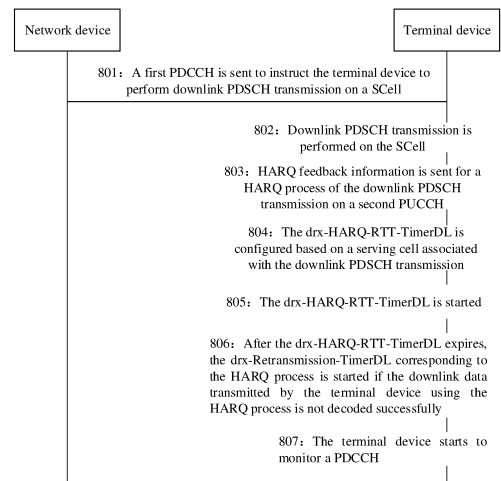 Network device
Terminal device
801: A first PDCCH is sent to instruct the terminal device to
perform downlink PDSCH transmission on a SCell
802: Downlink PDSCH transmission is
performed on the SCell
803: HARQ feedback information is sent for a
HARQ process of the downlink PDSCH
transmission on a second PUCCH
804: The drx-HARQ-RTT-TimerDL is
configured based on a serving cell associated
with the downlink PDSCH transmission
805: The drx-HARQ-RTT-TimerDL is started
806: After the drx-HARQ-RTT-TimerDL expires,
the drx-Retransmission-TimerDL corresponding to
the HARQ process is started if the downlink data
transmitted by the terminal device using the
HARQ process is not decoded successfully
807: The terminal device starts to
monitor a PDCCH